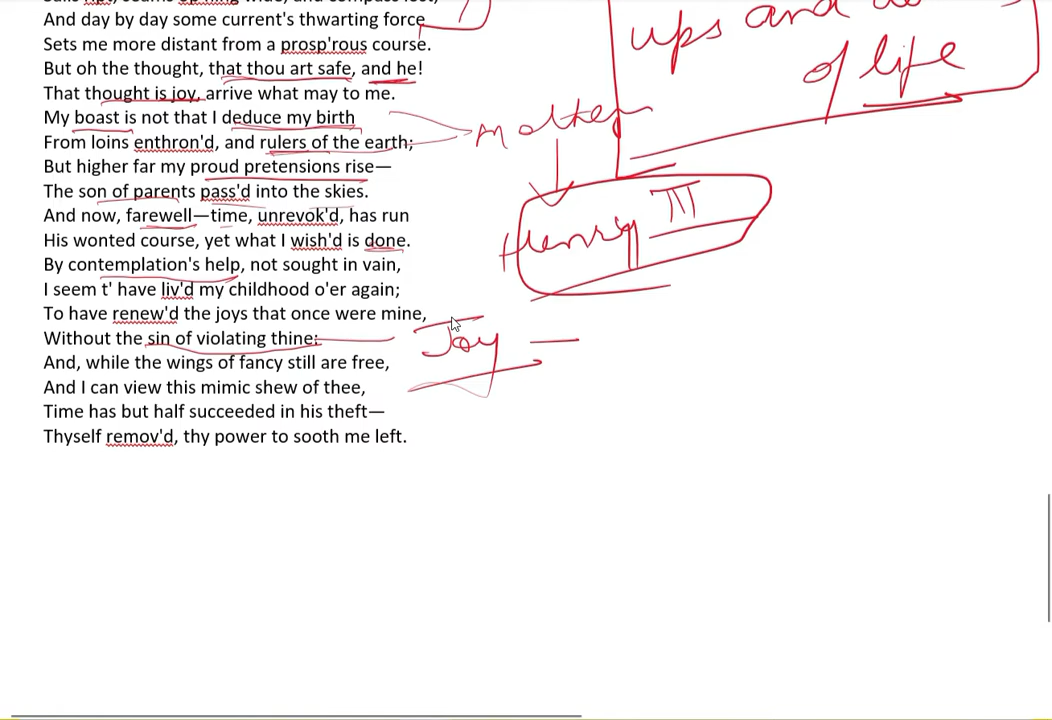 And day by day some current's thwarting force
Sets me more distant from a prosp'rous course.
But oh the thought, that thou art safe, and he!
That thought is joy, arrive what may to me.
My boast is not that I deduce my birth
From loins enthron'd, and rulers of the earth;
But higher far my proud pretensions rise—
The son of parents pass'd into the skies.
And now, farewell—time, unrevok'd, has run
His wonted course, yet what I wish'd is done.
By contemplation's help, not sought in vain,
I seem t' have liv'd my childhood o'er again;
To have renew'd the joys that once were mine,
Without the sin of violating thine:
And, while the wings of fancy still are free,
And I can view this mimic shew of thee,
Time has but half succeeded in his theft—
Thyself remov'd, thy power to sooth me left.
ups and
of life
Mother
Henry III
Joy —